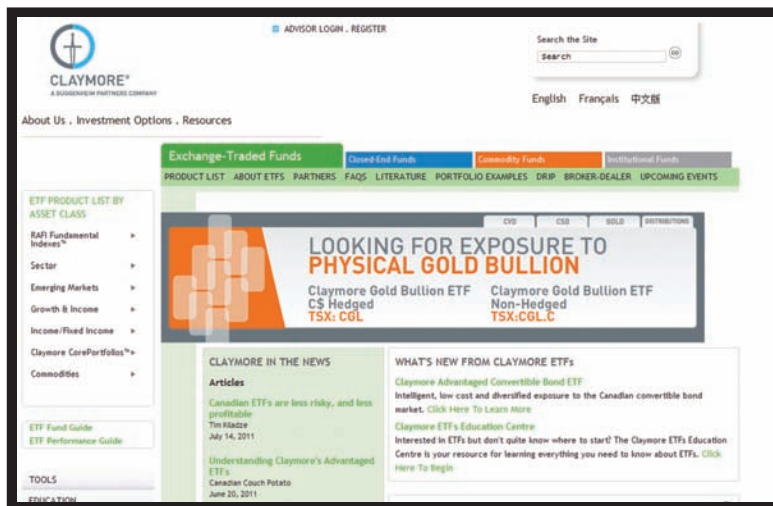 ADVISOR LOGIN . REGISTER
Search the Site
Search
GO
CLAYMORE®
A GUGGENHEIM PARTNERS COMPANY
English Français 中文版
About Us . Investment Options . Resources
Exchange-Traded Funds
Closed-End Funds
Commodity Funds
Institutional Funds
PRODUCT LIST ABOUT ETFS PARTNERS FAQS LITERATURE PORTFOLIO EXAMPLES DRIP BROKER-DEALER UPCOMING EVENTS
ETF PRODUCT LIST BY
ASSET CLASS
RAFI Fundamental
Indexes™
Sector
Emerging Markets
Growth & Income
Income/Fixed Income
Claymore CorePortfolios™
Commodities
ETF Fund Guide
ETF Performance Guide
TOOLS
EDUCATION
CVD CSD GOLD DISTRIBUTIONS
LOOKING FOR EXPOSURE TO
PHYSICAL GOLD BULLION
Claymore Gold Bullion ETF
C$ Hedged
TSX: CGL
Claymore Gold Bullion ETF
Non-Hedged
TSX:CGL.C
CLAYMORE IN THE NEWS
Articles
Canadian ETFs are less risky, and less
profitable
Tim Kiladze
July 14, 2011
Understanding Claymore's Advantaged
ETFs
Canadian Couch Potato
June 20, 2011
WHAT'S NEW FROM CLAYMORE ETFs
Claymore Advantaged Convertible Bond ETF
Intelligent, low cost and diversified exposure to the Canadian convertible bond
market. Click Here To Learn More
Claymore ETFs Education Centre
Interested in ETFs but don't quite know where to start? The Claymore ETFs Education
Centre is your resource for learning everything you need to know about ETFs. Click
Here To Begin